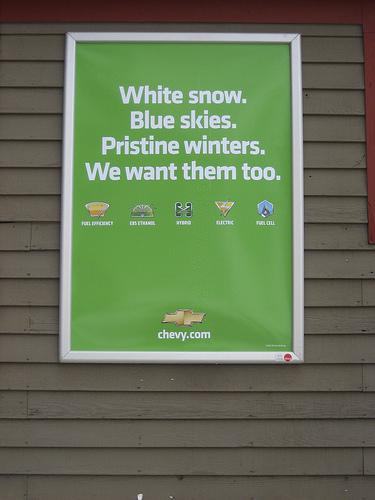 White snow.
Blue skies.
Pristine winters.
We want them too.
FUEL EFFICIENCY E85 ETHANOL HYBRID ELECTRIC FUEL CELL
chevy.com